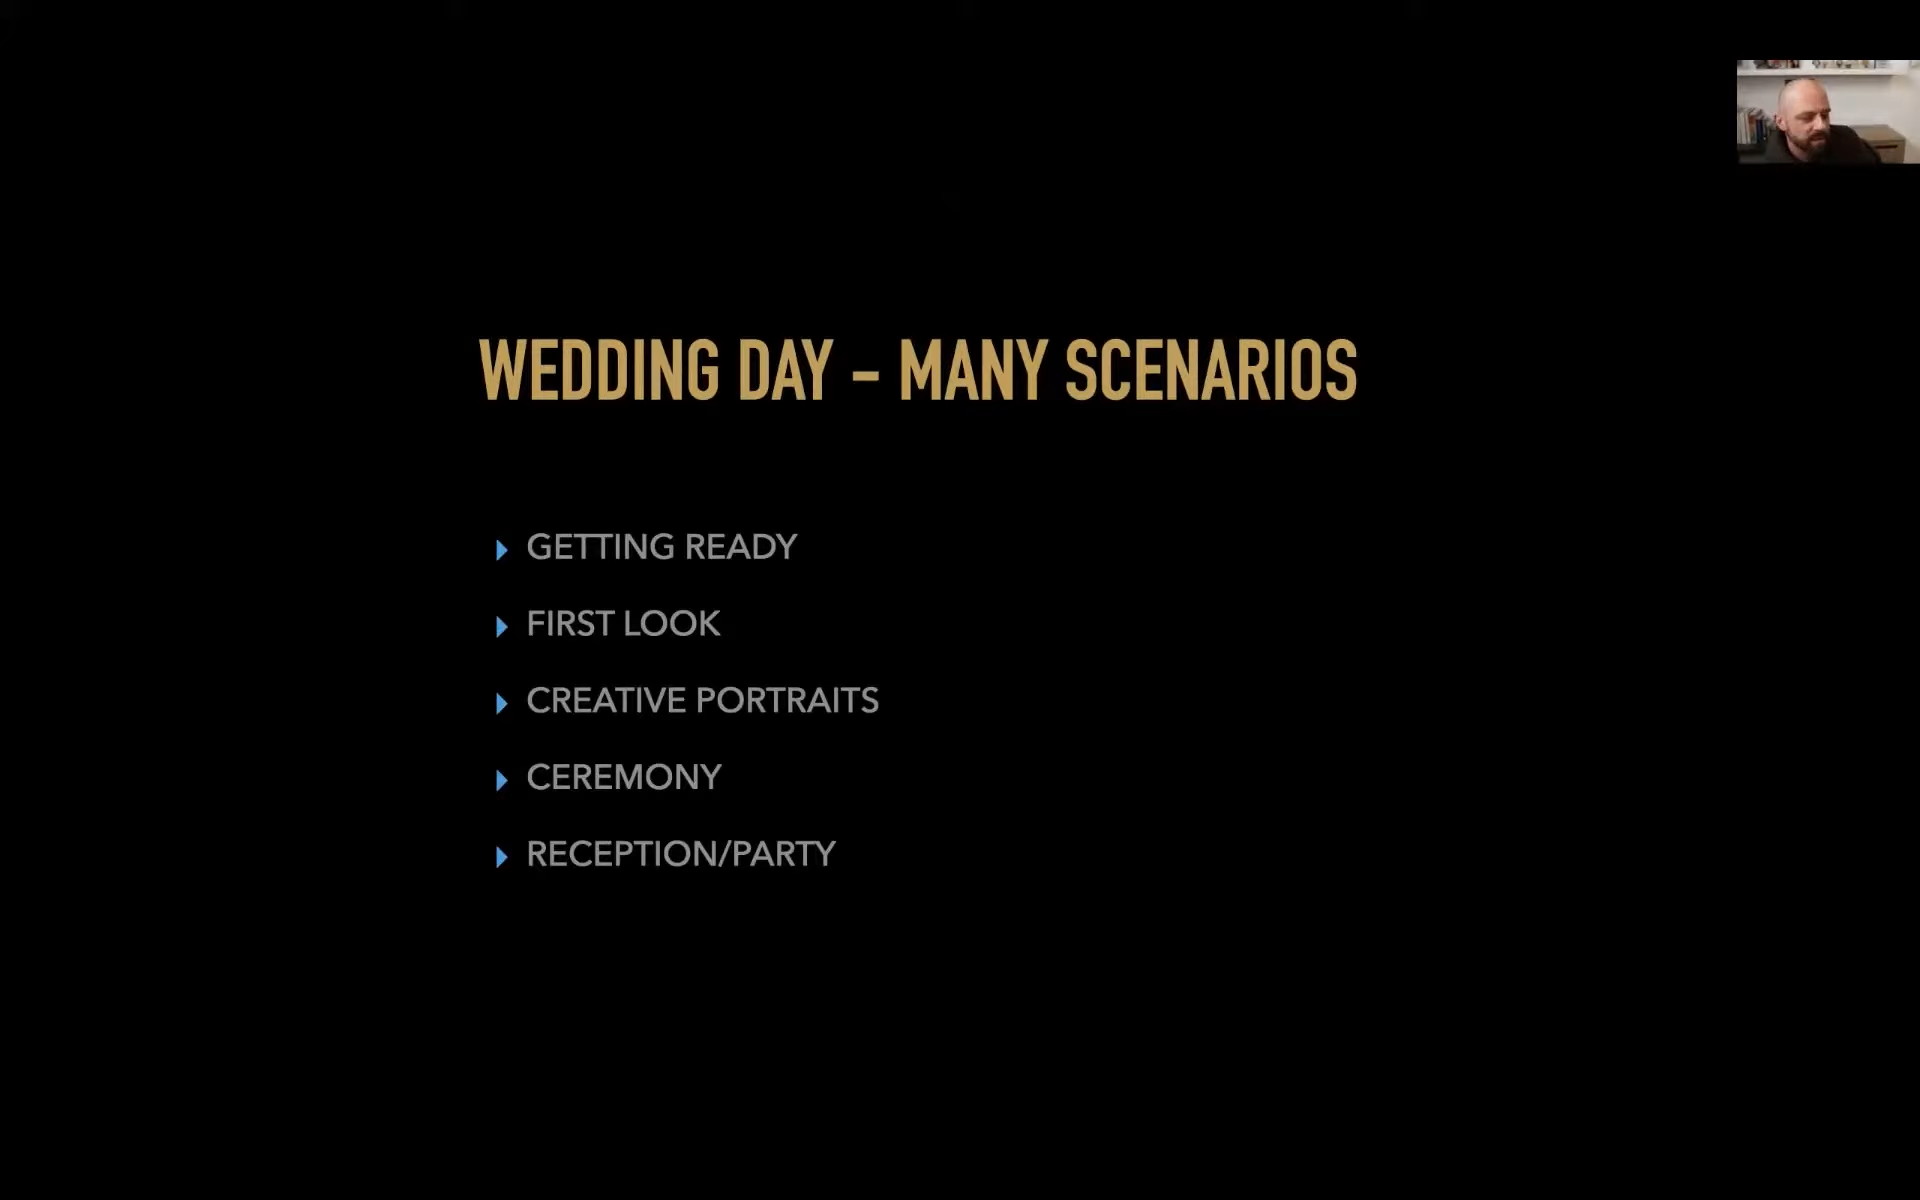 WEDDING DAY – MANY SCENARIOS
GETTING READY
FIRST LOOK
CREATIVE PORTRAITS
CEREMONY
RECEPTION/PARTY